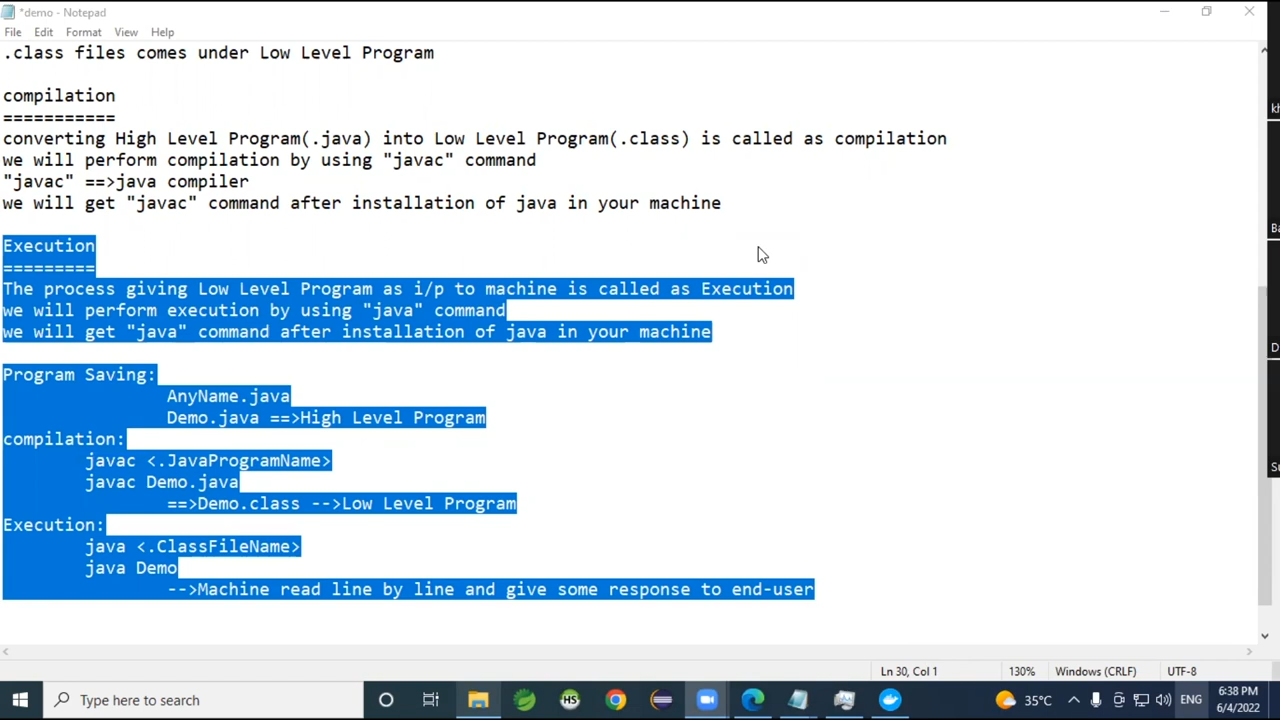 *demo - Notepad
File Edit Format View Help
.class files comes under Low Level Program
compilation
===========
converting High Level Program(.java) into Low Level Program(.class) is called as compilation
we will perform compilation by using "javac" command
"javac" ==>java compiler
we will get "javac" command after installation of java in your machine
Execution
=========
The process giving Low Level Program as i/p to machine is called as Execution
we will perform execution by using "java" command
we will get "java" command after installation of java in your machine
Program Saving:
AnyName.java
Demo.java ==>High Level Program
compilation:
javac <.JavaProgramName>
javac Demo.java
==>Demo.class -->Low Level Program
Execution:
java <.ClassFileName>
java Demo
-->Machine read line by line and give some response to end-user
Ln 30, Col 1 130% Windows (CRLF) UTF-8
Type here to search HS 35°C ENG 6:38 PM
6/4/2022